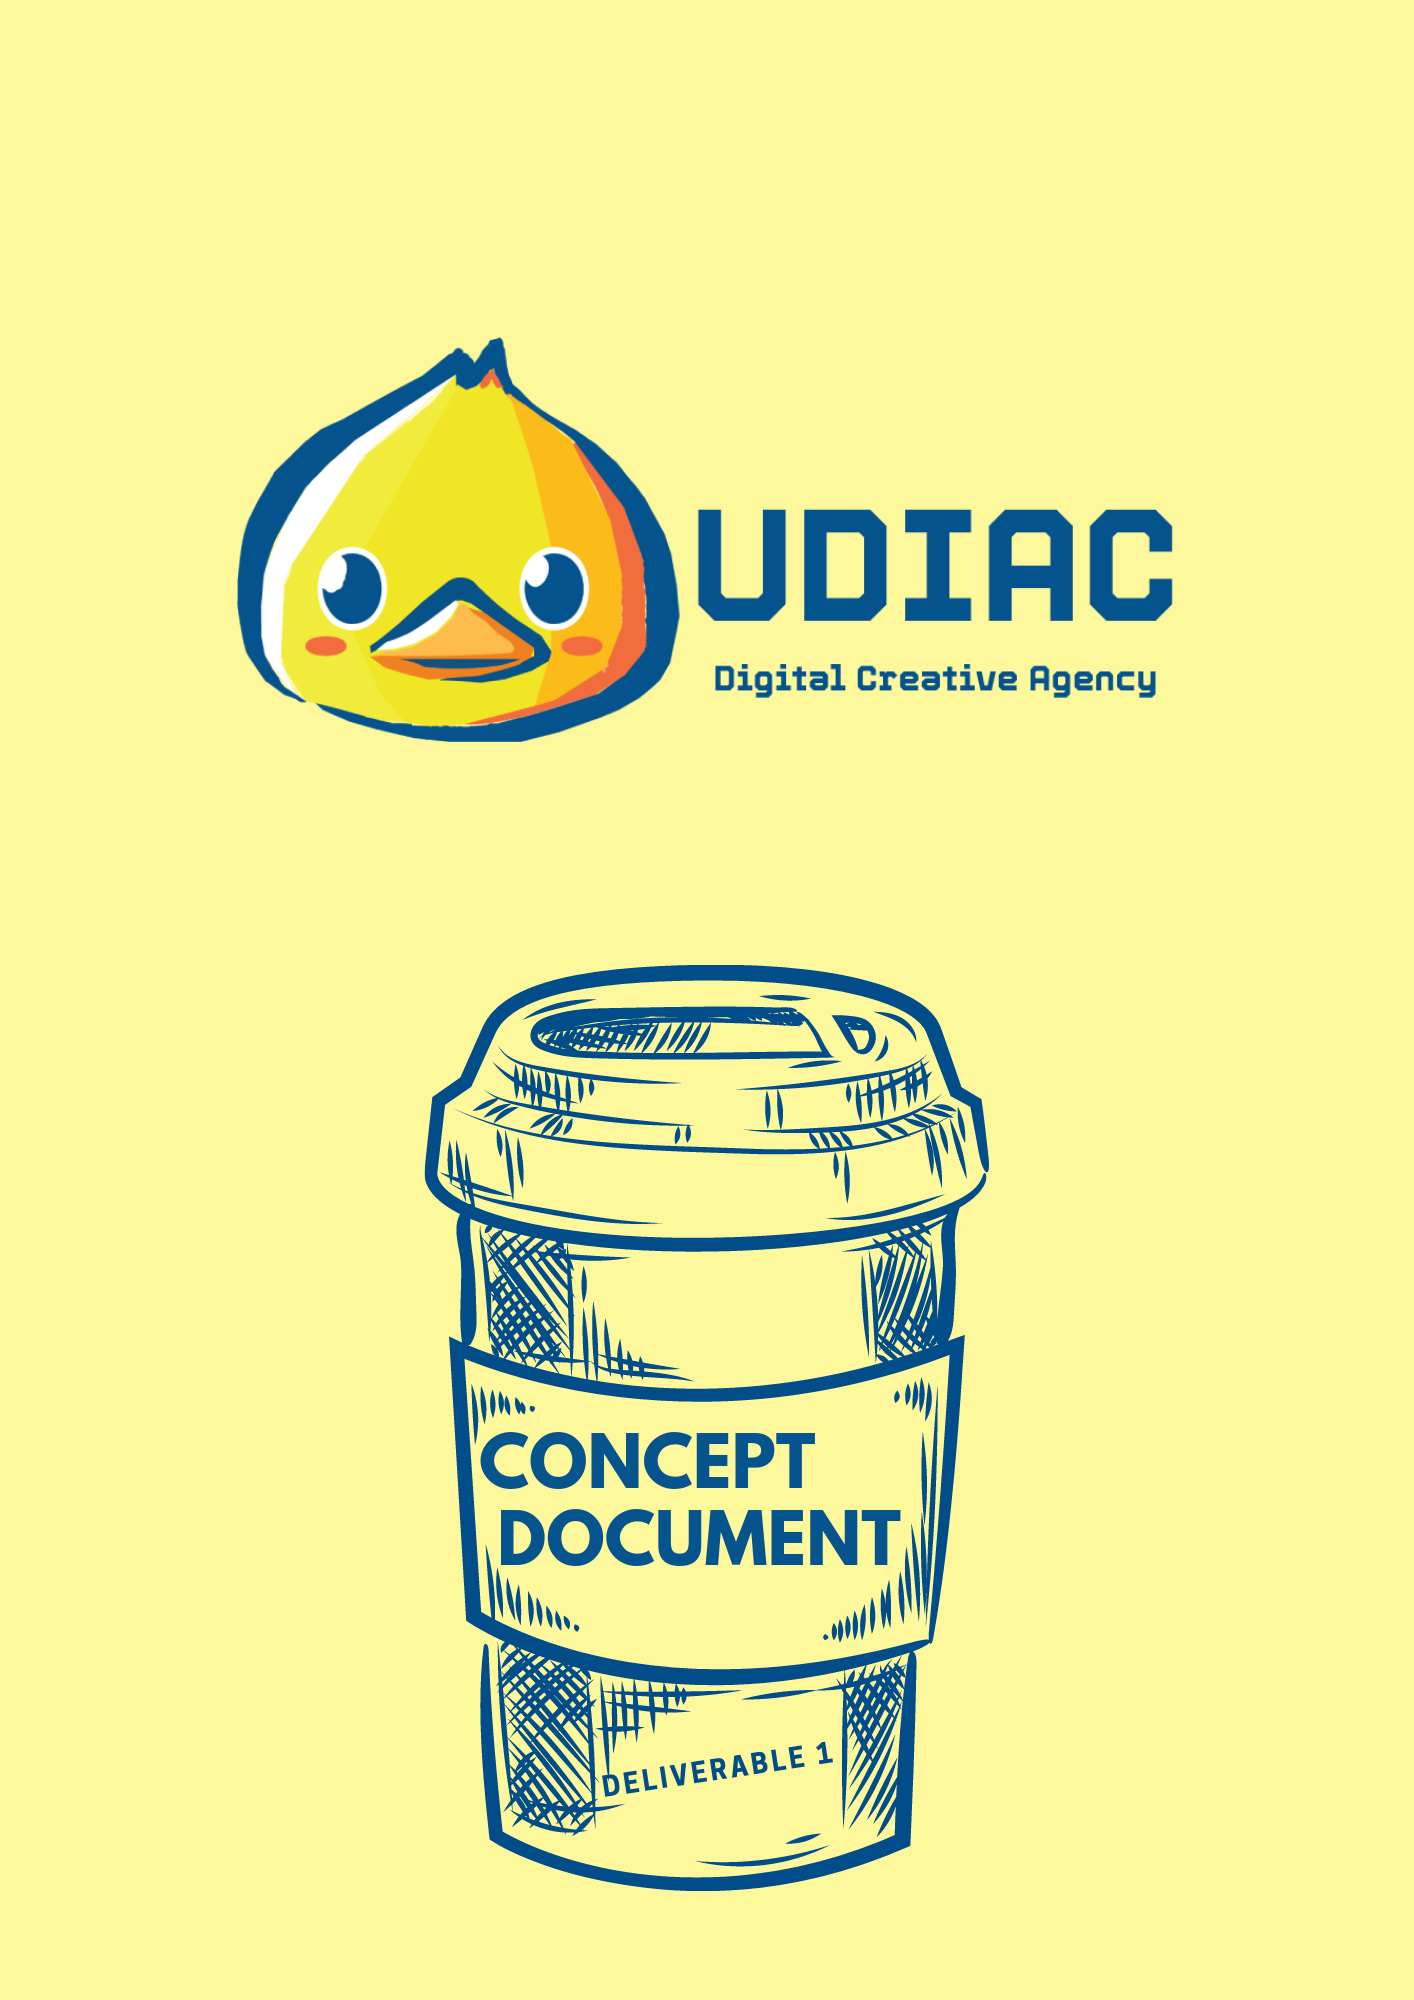 UDIAC
Digital Creative Agency
CONCEPT
DOCUMENT
DELIVERABLE 1